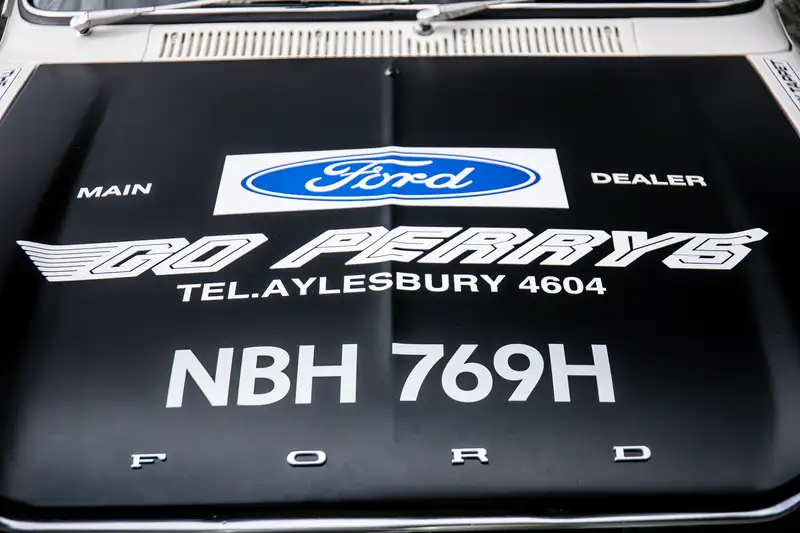 MAIN Ford DEALER
GO PERRYS
TEL.AYLESBURY 4604
NBH 769H
FORD